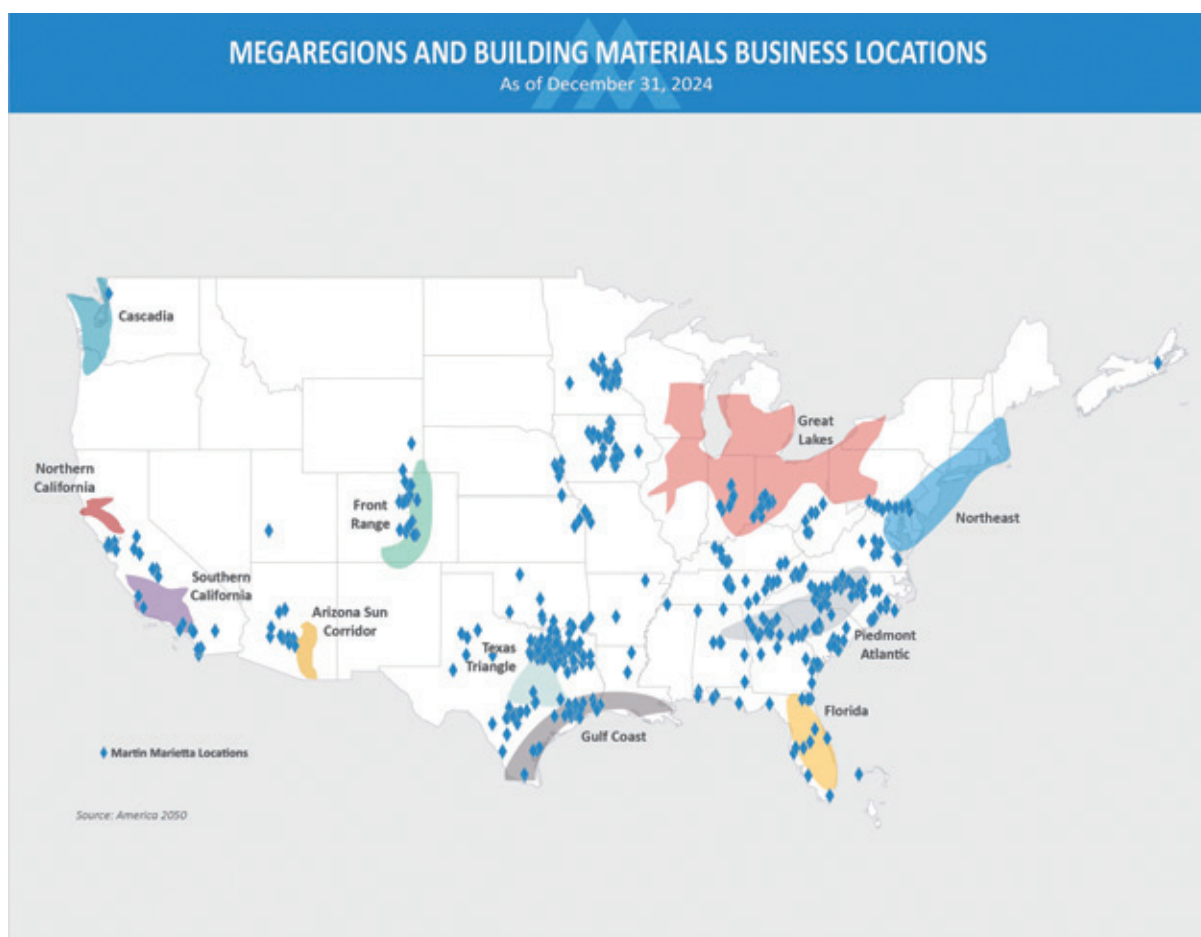 MEGAREGIONS AND BUILDING MATERIALS BUSINESS LOCATIONS
As of December 31, 2024
Cascadia
Great
Lakes
Northern
California
Front
Range
Northeast
Southern
California
Arizona Sun
Corridor
Texas
Triangle
Piedmont
Atlantic
Florida
Gulf Coast
Martin Marietta Locations
Source: America 2050